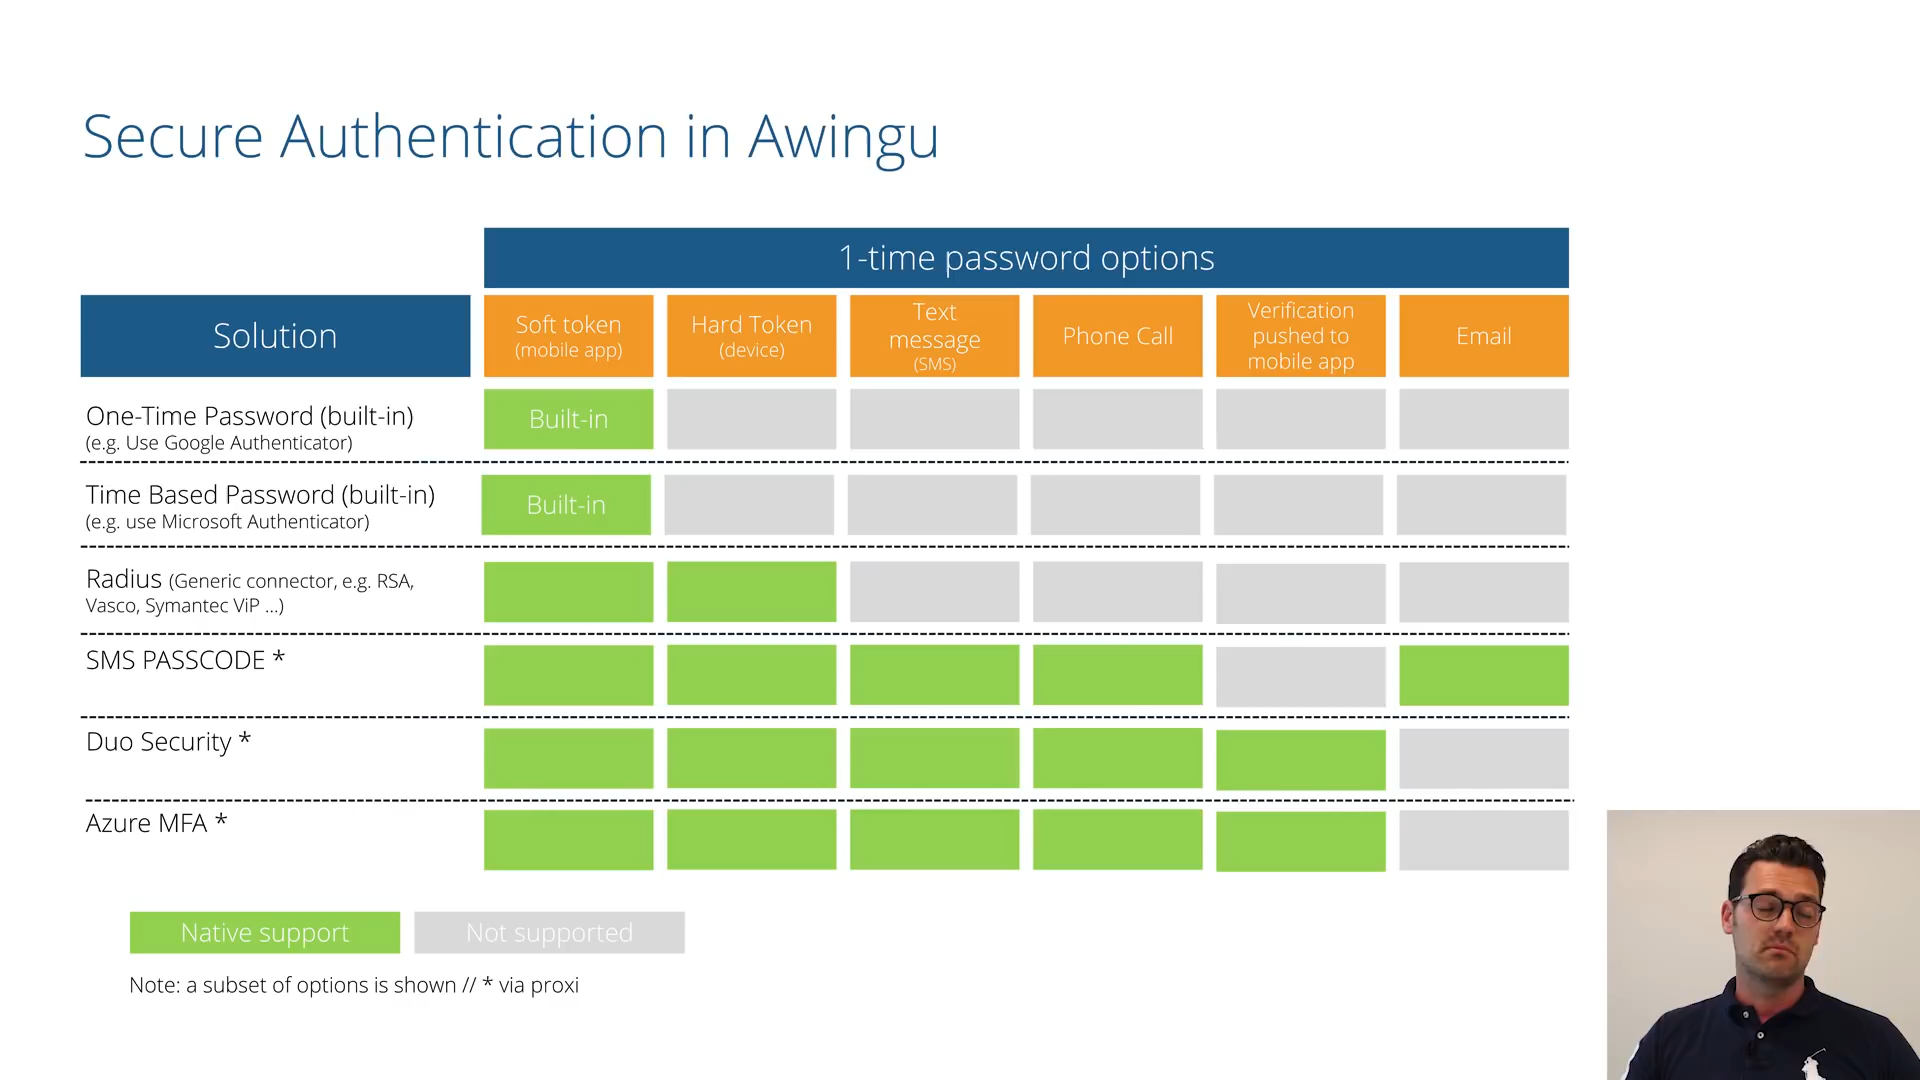 Secure Authentication in Awingu
1-time password options
Solution
Soft token
(mobile app)
Hard Token
(device)
Text
message
(SMS)
Phone Call
Verification
pushed to
mobile app
Email
One-Time Password (built-in)
(e.g. Use Google Authenticator)
Built-in
Time Based Password (built-in)
(e.g. use Microsoft Authenticator)
Built-in
Radius (Generic connector, e.g. RSA,
Vasco, Symantec ViP ...)
SMS PASSCODE *
Duo Security *
Azure MFA *
Native support
Not supported
Note: a subset of options is shown // * via proxi